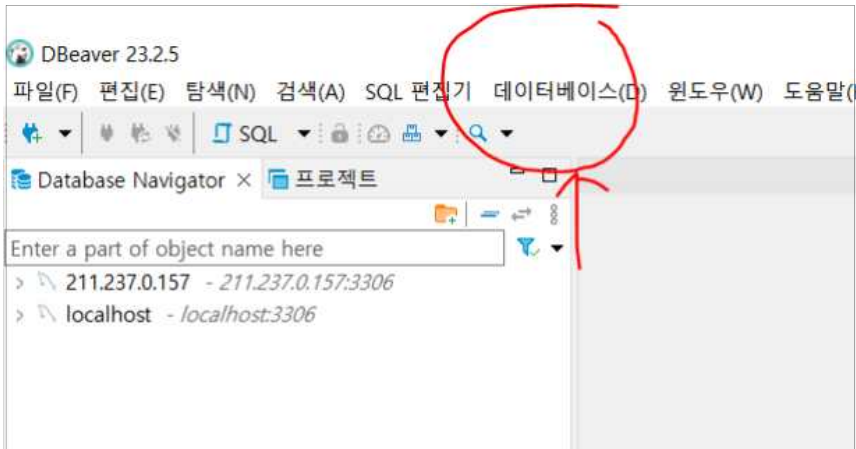 DBeaver 23.2.5
파일(F) 편집(E) 탐색(N) 검색(A) SQL 편집기 데이터베이스(D) 윈도우(W) 도움말(
SQL
Database Navigator 프로젝트
Enter a part of object name here
211.237.0.157 - 211.237.0.157:3306
localhost - localhost:3306